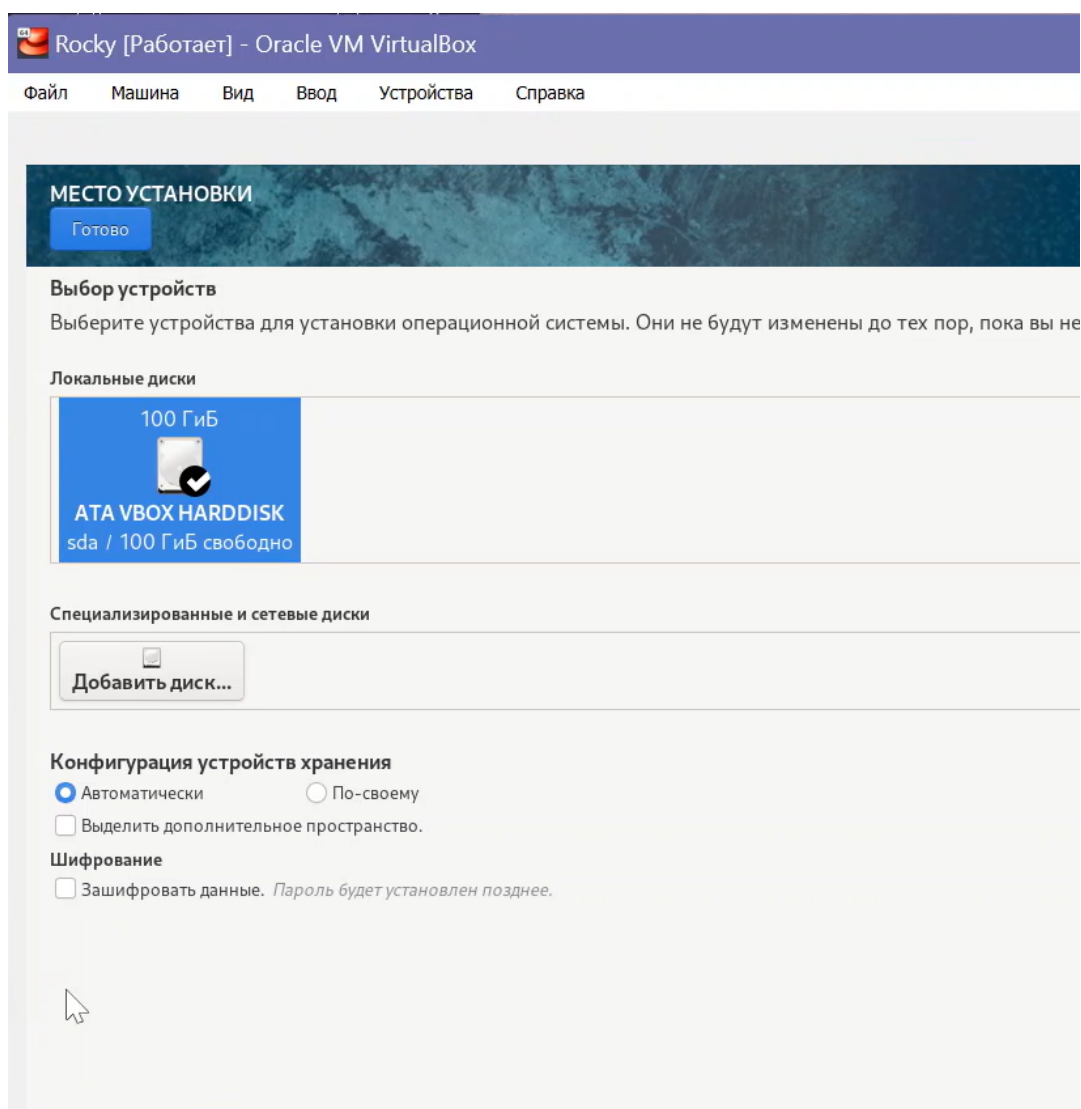 64
Rocky [Работает] - Oracle VM VirtualBox
Файл Машина Вид Ввод Устройства Справка
МЕСТО УСТАНОВКИ
Готово
Выбор устройств
Выберите устройства для установки операционной системы. Они не будут изменены до тех пор, пока вы не
Локальные диски
100 ГиБ
ATA VBOX HARDDISK
sda / 100 ГиБ свободно
Специализированные и сетевые диски
Добавить диск...
Конфигурация устройств хранения
Автоматически По-своему
Выделить дополнительное пространство.
Шифрование
Зашифровать данные. Пароль будет установлен позднее.